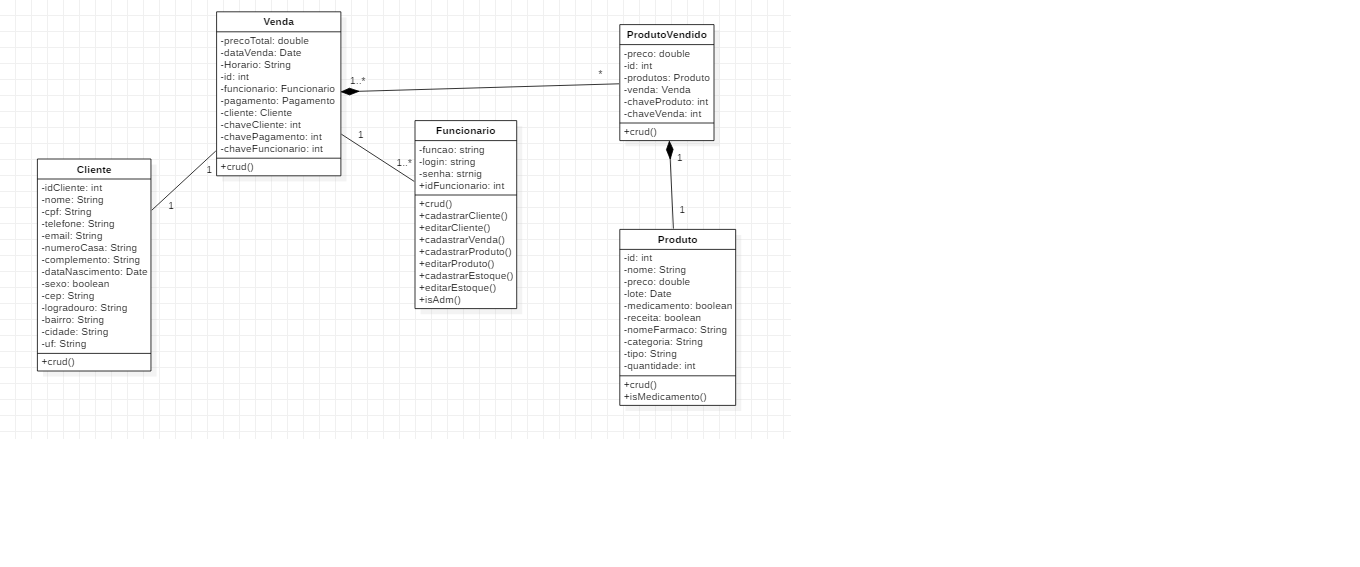 Venda
-precoTotal: double
-dataVenda: Date
-Horario: String
-id: int
-funcionario: Funcionario
-pagamento: Pagamento
-cliente: Cliente
-chaveCliente: int
-chavePagamento: int
-chaveFuncionario: int
+crud()
1..*
*
ProdutoVendido
-preco: double
-id: int
-produtos: Produto
-venda: Venda
-chaveProduto: int
-chaveVenda: int
+crud()
1
1..*
Funcionario
-funcao: string
-login: string
-senha: strnig
+idFuncionario: int
+crud()
+cadastrarCliente()
+editarCliente()
+cadastrarVenda()
+cadastrarProduto()
+editarProduto()
+cadastrarEstoque()
+editarEstoque()
+isAdm()
1
1
Cliente
-idCliente: int
-nome: String
-cpf: String
-telefone: String
-email: String
-numeroCasa: String
-complemento: String
-dataNascimento: Date
-sexo: boolean
-cep: String
-logradouro: String
-bairro: String
-cidade: String
-uf: String
+crud()
1
1
Produto
-id: int
-nome: String
-preco: double
-lote: Date
-medicamento: boolean
-receita: boolean
-nomeFarmaco: String
-categoria: String
-tipo: String
-quantidade: int
+crud()
+isMedicamento()